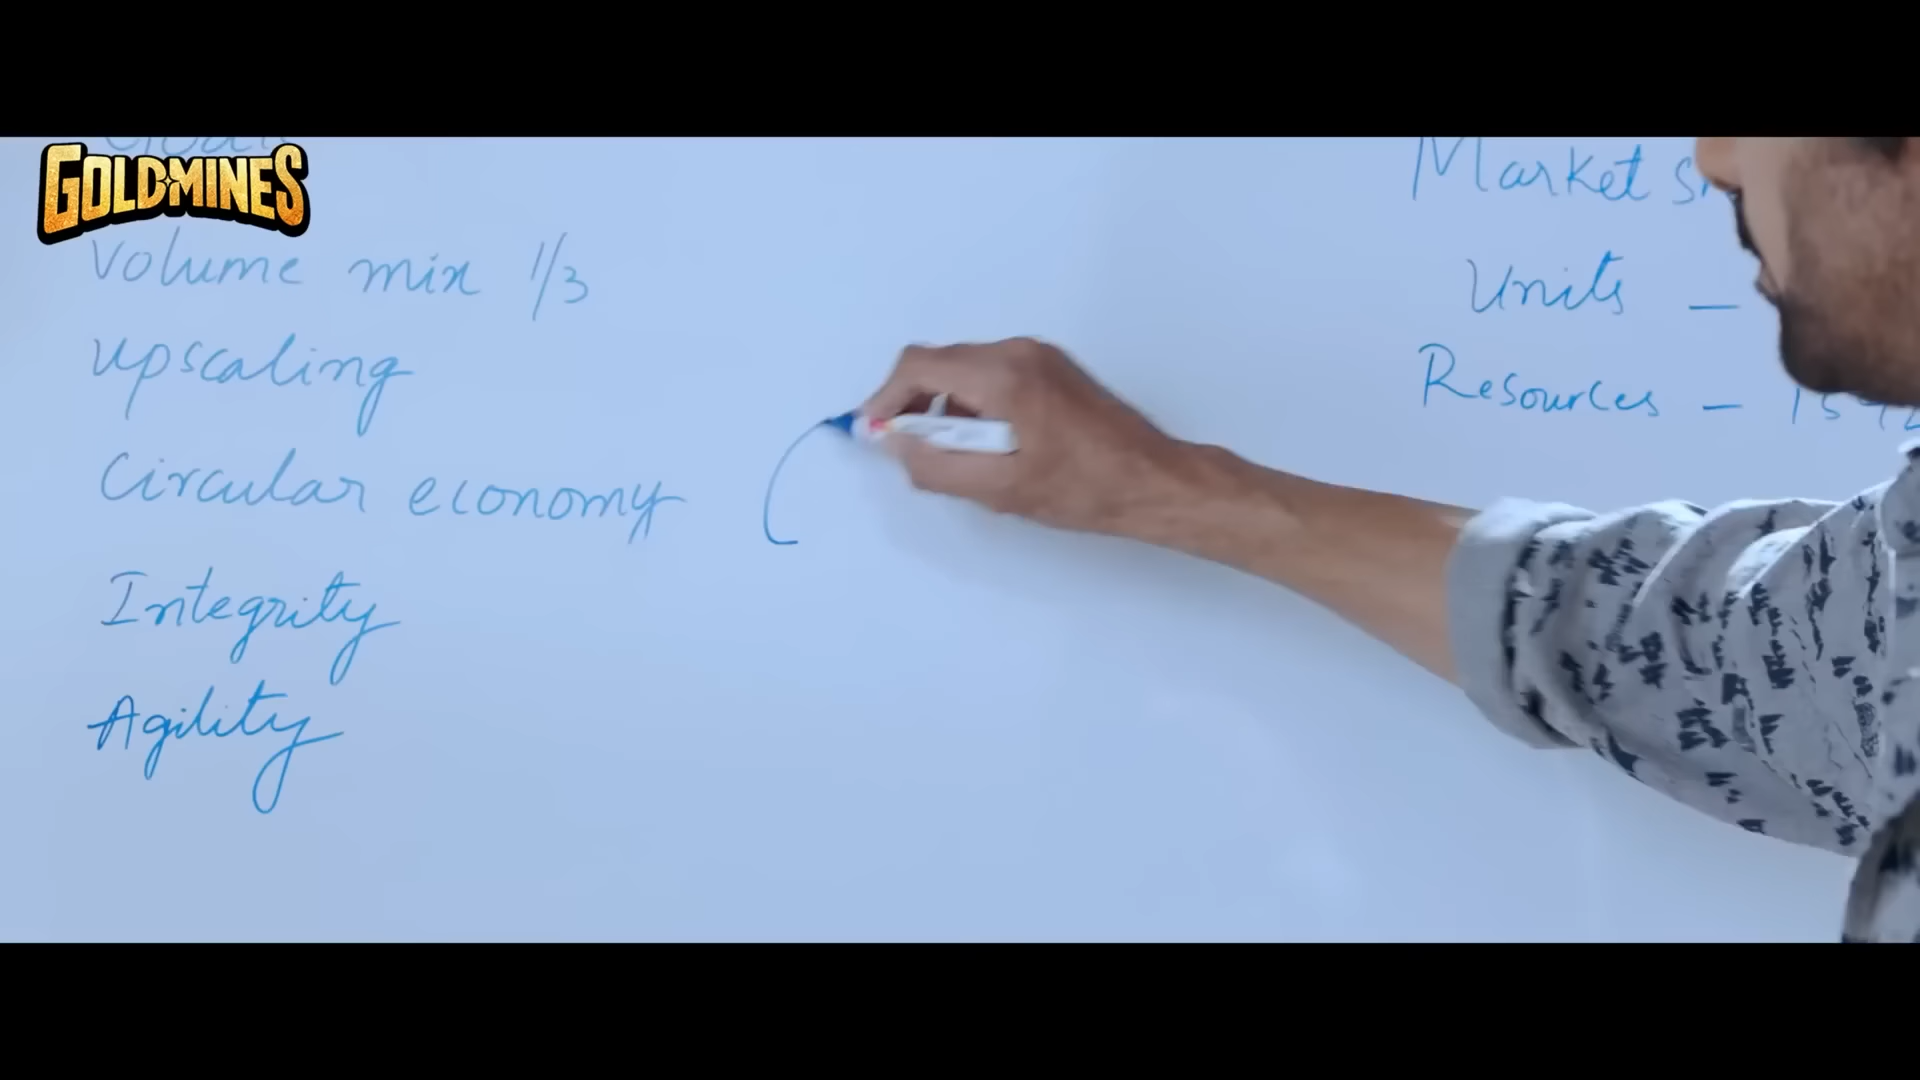 GOLDMINES
Volume mix 1/3
upscaling
Circular economy
Integrity
Agility
Market
Units –
Resources –